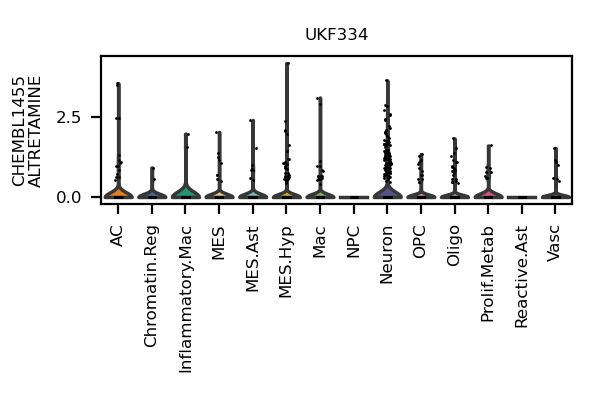 UKF334
CHEMBL1455
ALTRETAMINE
2.5
0.0
AC
Chromatin.Reg
Inflammatory.Mac
MES
MES.Ast
MES.Hyp
Mac
NPC
Neuron
OPC
Oligo
Prolif.Metab
Reactive.Ast
Vasc